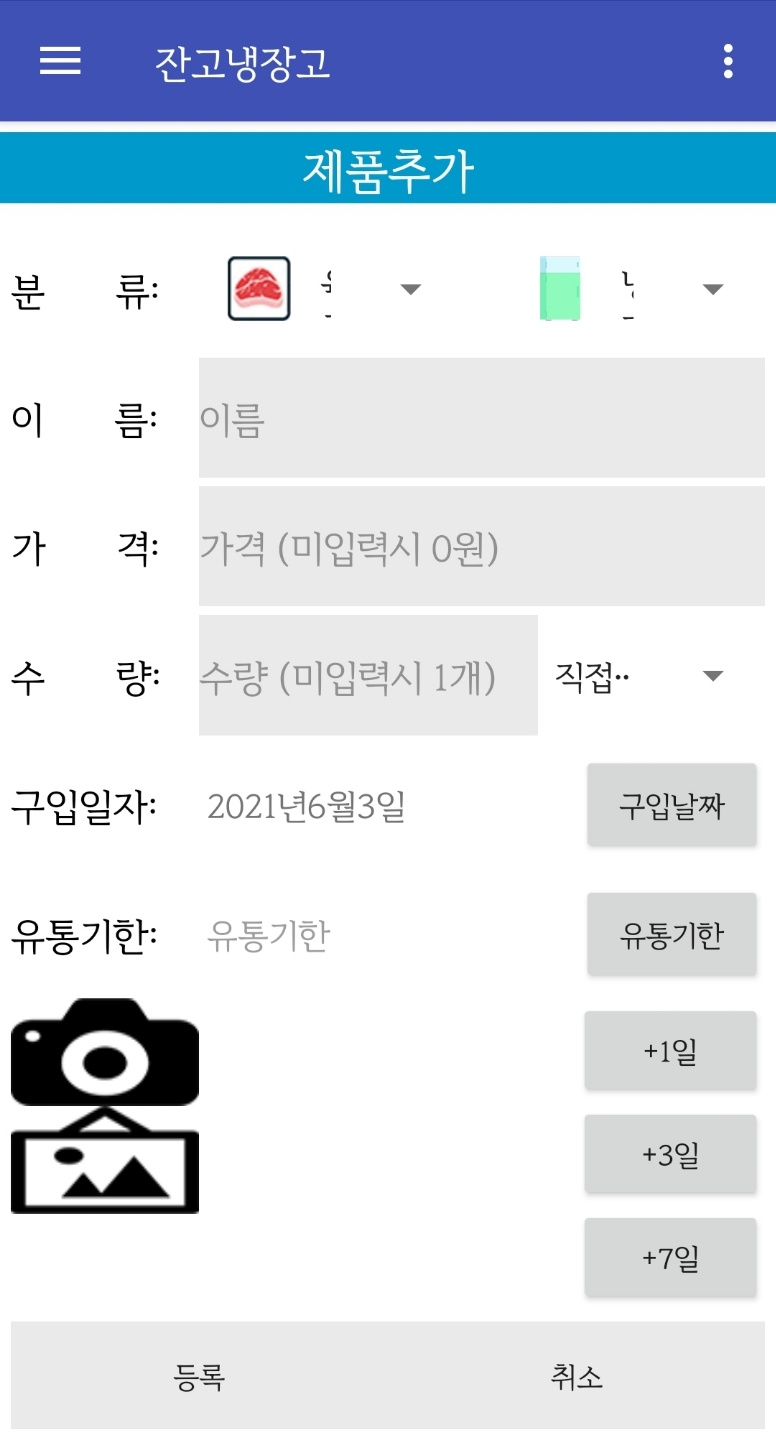 잔고냉장고
제품추가
분 류:
이 름: 이름
가 격: 가격 (미입력시 0원)
수 량: 수량 (미입력시 1개) 직접··
구입일자: 2021년6월3일 구입날짜
유통기한: 유통기한 유통기한
+1일
+3일
+7일
등록 취소